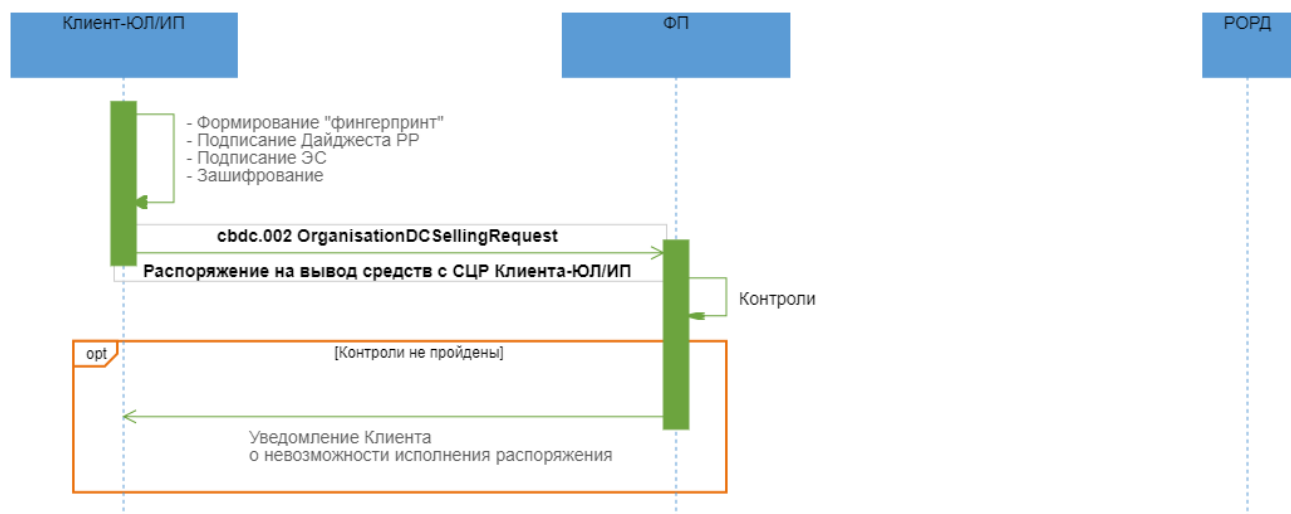 Клиент-ЮЛ/ИП
ФП
РОРД
- Формирование "фингерпринт"
- Подписание Дайджеста РР
- Подписание ЭС
- Зашифрование
cbdc.002 OrganisationDCSellingRequest
Распоряжение на вывод средств с СЦР Клиента-ЮЛ/ИП
Контроли
opt
[Контроли не пройдены]
Уведомление Клиента
о невозможности исполнения распоряжения